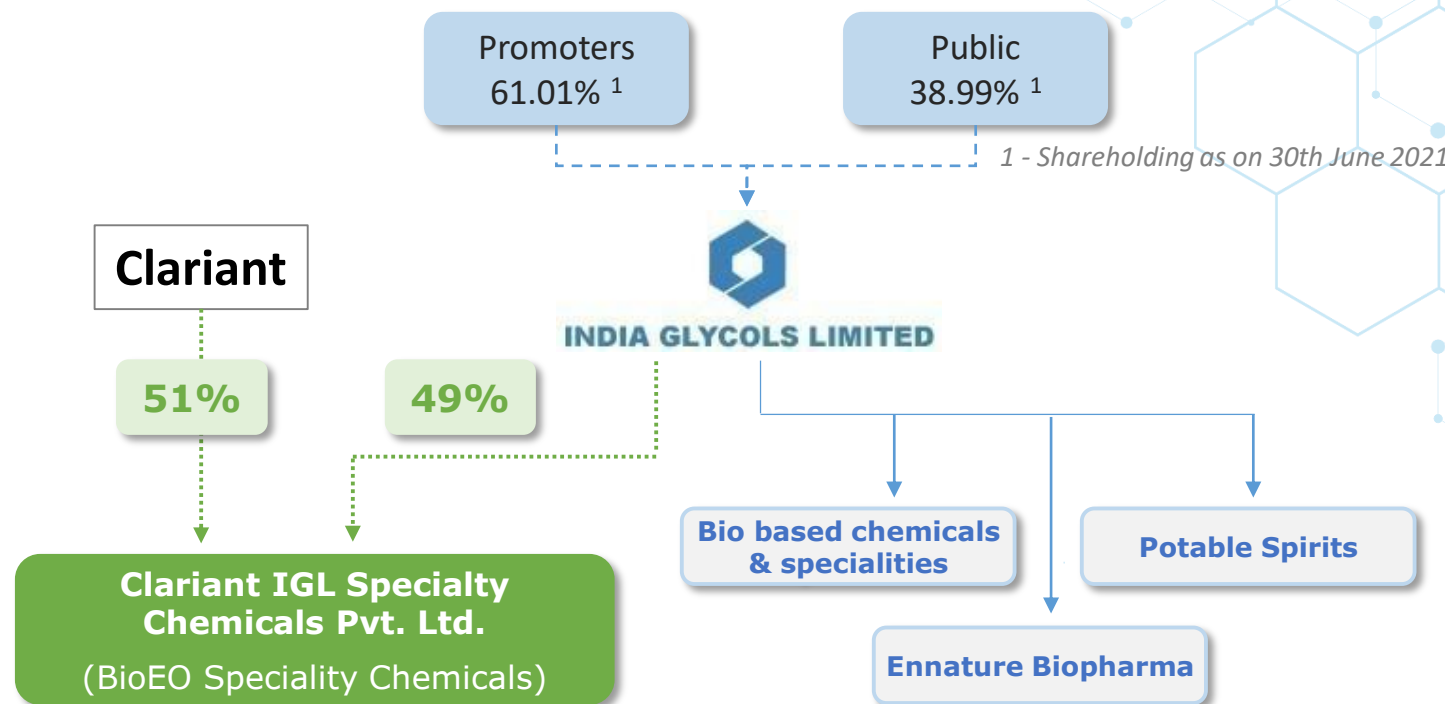 Promoters
61.01% 1
Public
38.99% 1
1 - Shareholding as on 30th June 2021
Clariant
INDIA GLYCOLS LIMITED
51%
49%
Bio based chemicals
& specialities
Potable Spirits
Clariant IGL Specialty
Chemicals Pvt. Ltd.
(BioEO Speciality Chemicals)
Ennature Biopharma